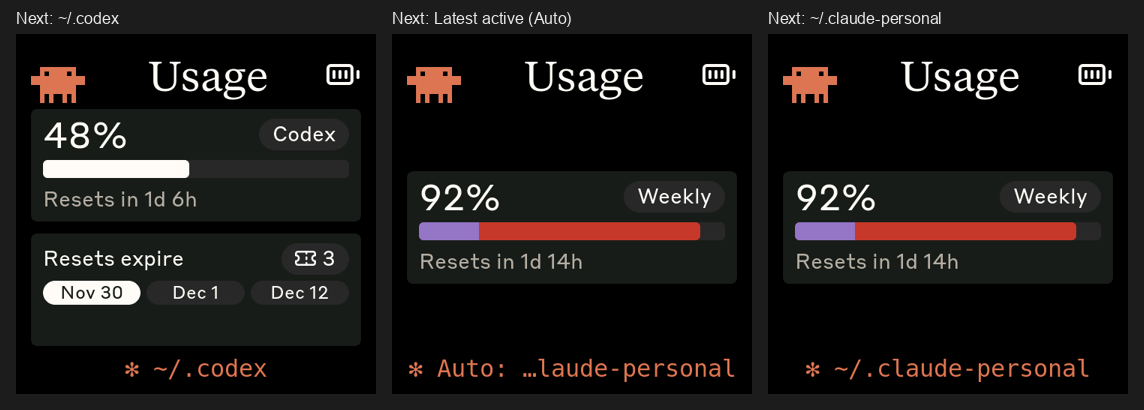 Next: ~/.codex
Usage
48%
Codex
Resets in 1d 6h
Resets expire
3
Nov 30
Dec 1
Dec 12
✻ ~/.codex
Next: Latest active (Auto)
Usage
92%
Weekly
Resets in 1d 14h
✻ Auto: …laude-personal
Next: ~/.claude-personal
Usage
92%
Weekly
Resets in 1d 14h
✻ ~/.claude-personal